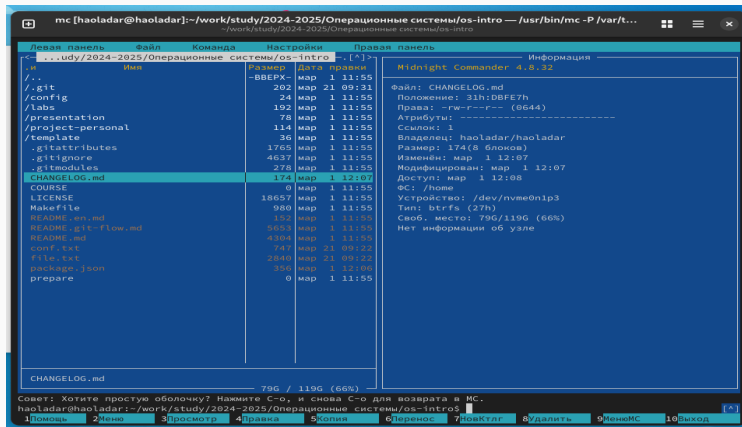 mc [haoladar@haoladar]:~/work/study/2024-2025/Операционные системы/os-intro — /usr/bin/mc -P /var/t...
~/work/study/2024-2025/Операционные системы/os-intro
Левая панель Файл Команда Настройки Правая панель
<— ...udy/2024-2025/Операционные системы/os-intro —.[^]>
.и Имя Размер Дата правки
/.. -ВВЕРХ- мар 1 11:55
/.git 202 мар 21 09:31
/config 24 мар 1 11:55
/labs 192 мар 1 11:55
/presentation 78 мар 1 11:55
/project-personal 114 мар 1 11:55
/template 36 мар 1 11:55
.gitattributes 1765 мар 1 11:55
.gitignore 4637 мар 1 11:55
.gitmodules 278 мар 1 11:55
CHANGELOG.md 174 мар 1 12:07
COURSE 0 мар 1 11:55
LICENSE 18657 мар 1 11:55
Makefile 980 мар 1 11:55
README.en.md 152 мар 1 11:55
README.git-flow.md 5653 мар 1 11:55
README.md 4304 мар 1 11:55
conf.txt 747 мар 21 09:22
file.txt 2840 мар 21 09:22
package.json 356 мар 1 12:06
prepare 0 мар 1 11:55
CHANGELOG.md
79G / 119G (66%)
Информация
Midnight Commander 4.8.32
Файл: CHANGELOG.md
Положение: 31h:DBFE7h
Права: -rw-r--r-- (0644)
Атрибуты: ----------------------
Ссылок: 1
Владелец: haoladar/haoladar
Размер: 174(8 блоков)
Изменён: мар 1 12:07
Модифицирован: мар 1 12:07
Доступ: мар 1 12:08
ФС: /home
Устройство: /dev/nvme0n1p3
Тип: btrfs (27h)
Своб. место: 79G/119G (66%)
Нет информации об узле
Совет: Хотите простую оболочку? Нажмите C-o, и снова C-o для возврата в MC.
haoladar@haoladar:~/work/study/2024-2025/Операционные системы/os-intro$ [^]
1Помощь 2Меню 3Просмотр 4Правка 5Копия 6Перенос 7НовКтлг 8Удалить 9МенюMC 10Выход